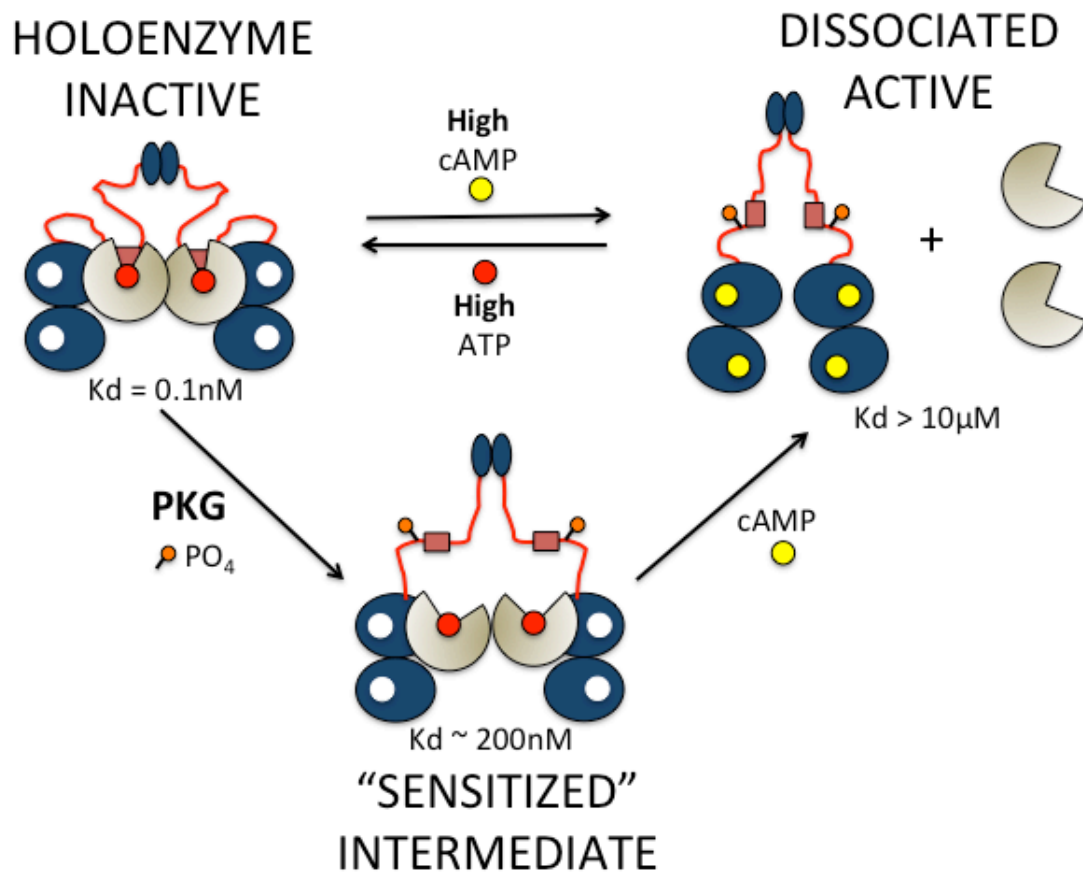 HOLOENZYME
INACTIVE
DISSOCIATED
ACTIVE
High
cAMP
High
ATP
+
Kd = 0.1nM
Kd > 10µM
PKG
PO4
cAMP
Kd ~ 200nM
“SENSITIZED”
INTERMEDIATE